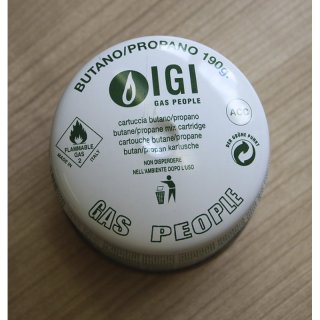 BUTANO/PROPANO 190g.
IGI
GAS PEOPLE
cartuccia butano/propano
butane/propane mix cartridge
cartouche butane/propane
butan/propan kartusche
NON DISPERDERE
NELL'AMBIENTE DOPO L'USO
FLAMMABLE
GAS
2
MADE IN ITALY
ACC
DER GRÜNE PUNKT
GAS PEOPLE